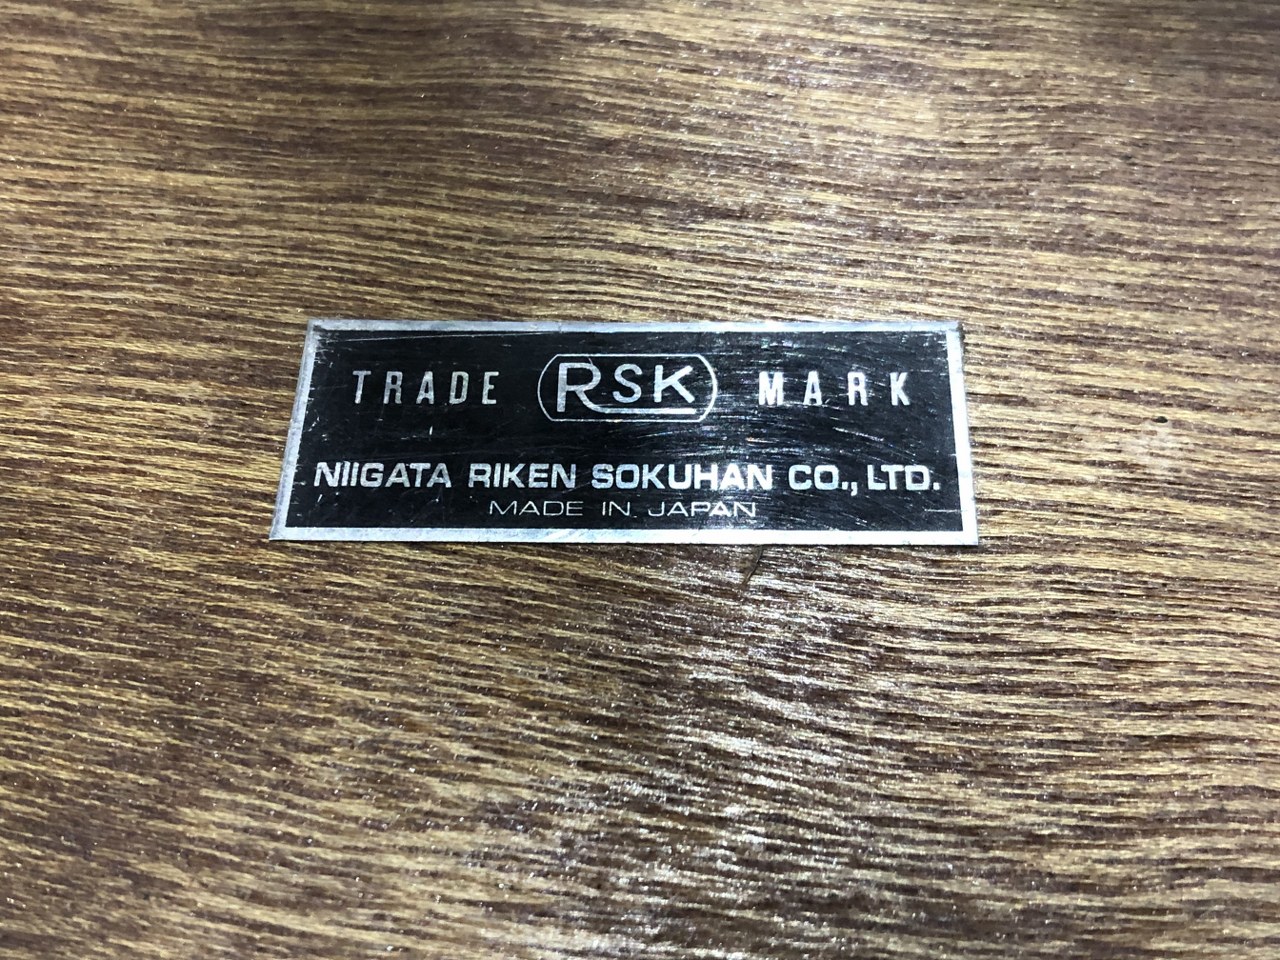 TRADE RSK MARK
NIIGATA RIKEN SOKUHAN CO., LTD.
MADE IN JAPAN